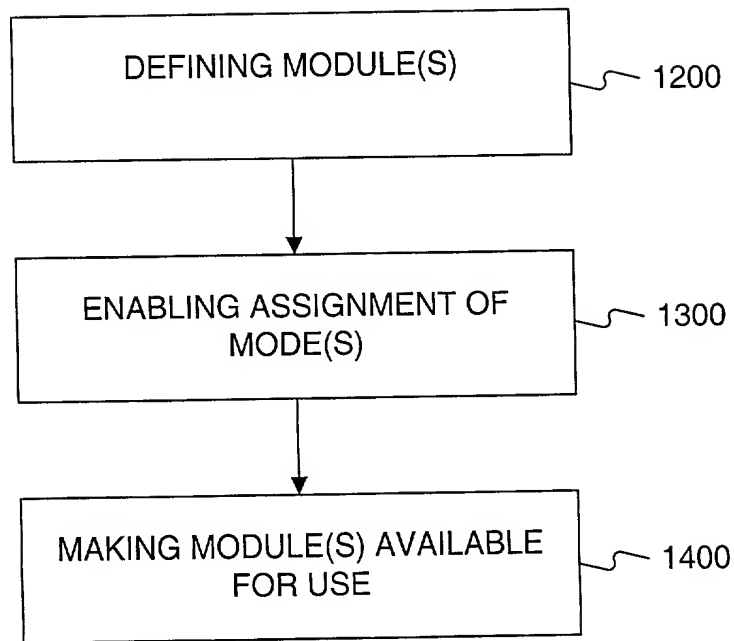 DEFINING MODULE(S)
1200
ENABLING ASSIGNMENT OF
MODE(S)
1300
MAKING MODULE(S) AVAILABLE
FOR USE
1400